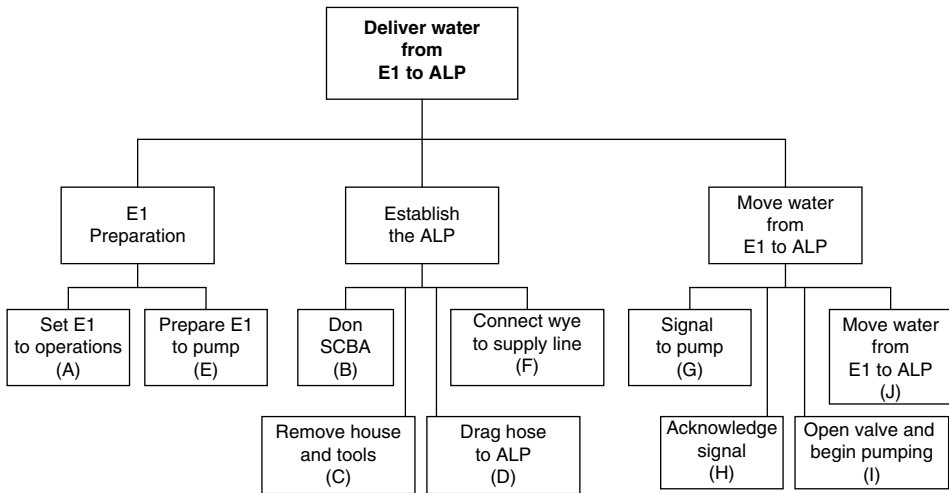 Deliver water
from
E1 to ALP
E1
Preparation
Establish
the ALP
Move water
from
E1 to ALP
Set E1
to operations
(A)
Prepare E1
to pump
(E)
Don
SCBA
(B)
Connect wye
to supply line
(F)
Signal
to pump
(G)
Move water
from
E1 to ALP
(J)
Remove house
and tools
(C)
Drag hose
to ALP
(D)
Acknowledge
signal
(H)
Open valve and
begin pumping
(I)